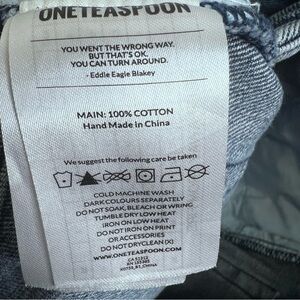 ONETEASPOON
YOU WENT THE WRONG WAY.
BUT THAT'S OK.
YOU CAN TURN AROUND.
- Eddie Eagle Blakey
MAIN: 100% COTTON
Hand Made in China
We suggest the following care be taken
COLD MACHINE WASH
DARK COLOURS SEPARATELY
DO NOT SOAK, BLEACH OR WRING
TUMBLE DRY LOW HEAT
IRON ON LOW HEAT
DO NOT IRON ON PRINT
OR ACCESSORIES
DO NOT DRYCLEAN (X)
WWW.ONETEASPOON.COM